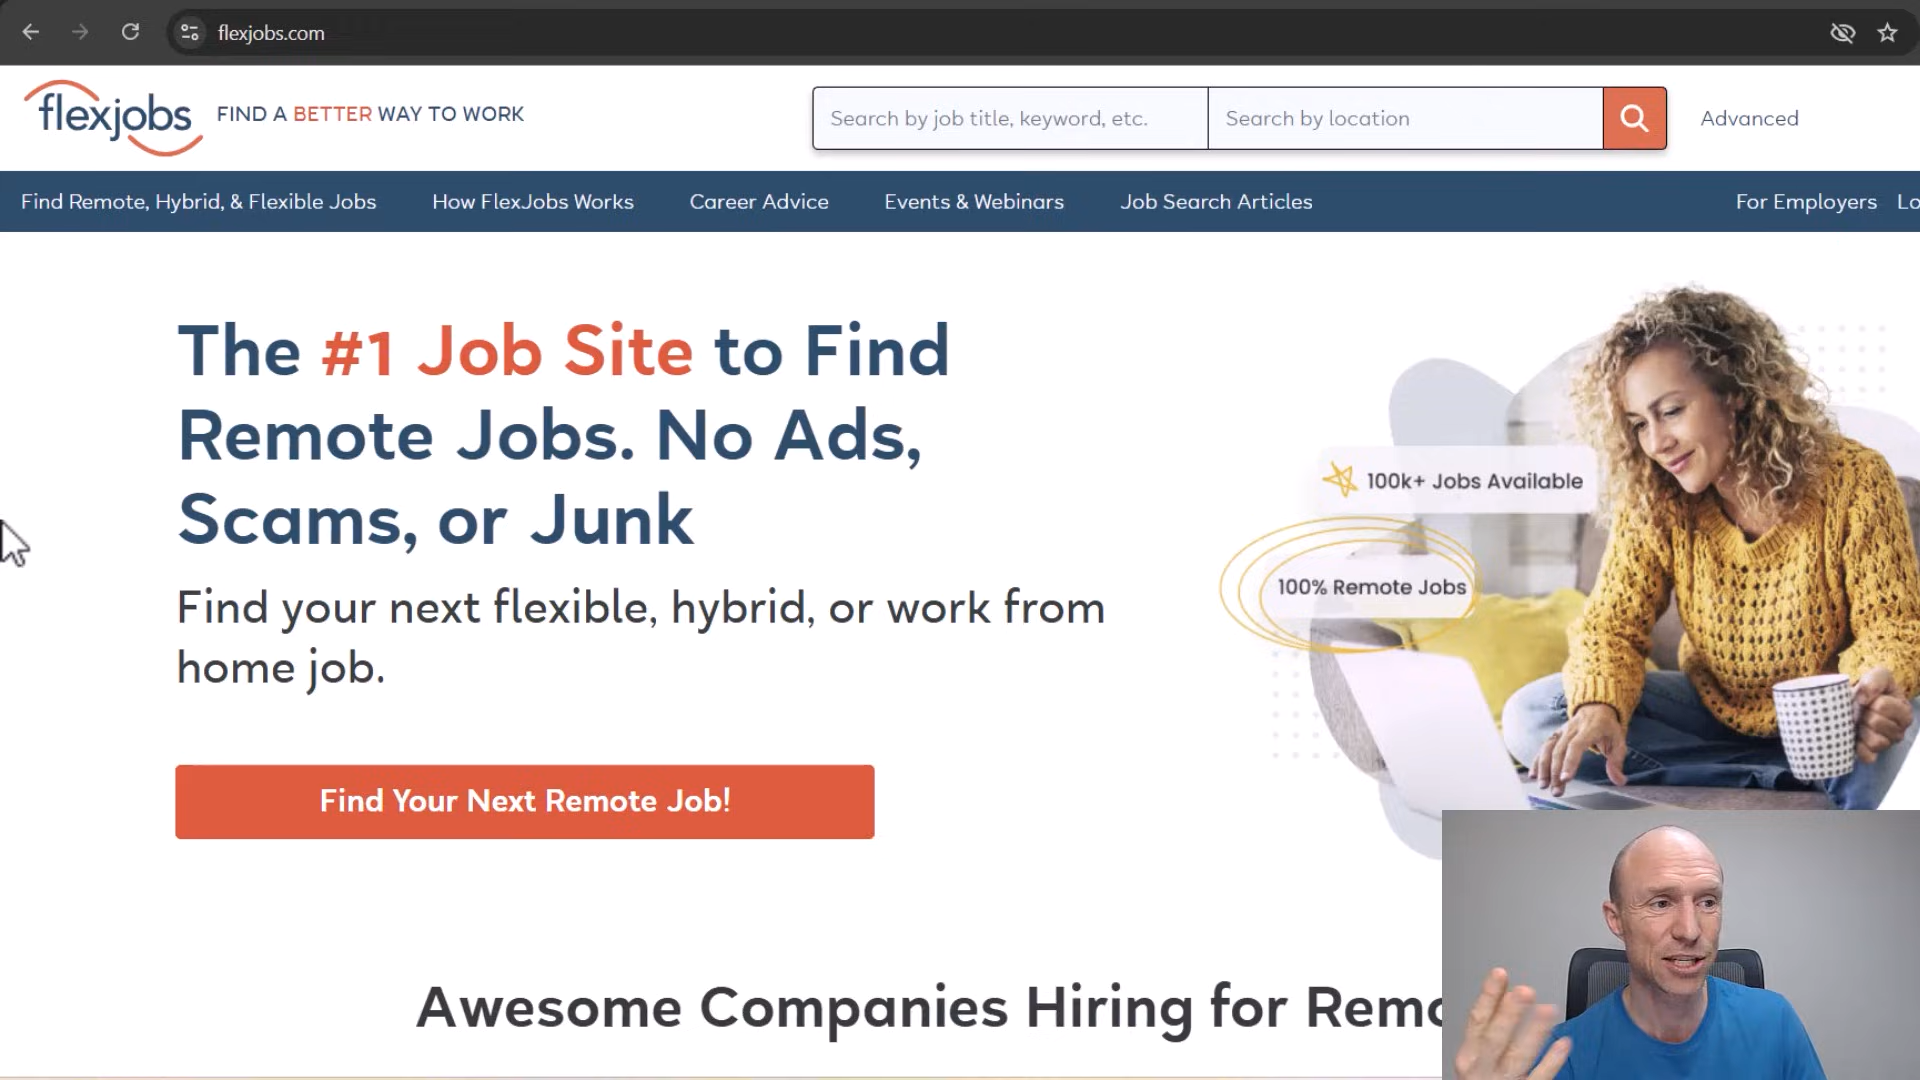 flexjobs.com
flexjobs
FIND A BETTER WAY TO WORK
Search by job title, keyword, etc.
Search by location
Advanced
Find Remote, Hybrid, & Flexible Jobs
How FlexJobs Works
Career Advice
Events & Webinars
Job Search Articles
For Employers
Lo
The #1 Job Site to Find
Remote Jobs. No Ads,
Scams, or Junk
100k+ Jobs Available
100% Remote Jobs
Find your next flexible, hybrid, or work from
home job.
Find Your Next Remote Job!
Awesome Companies Hiring for Remo